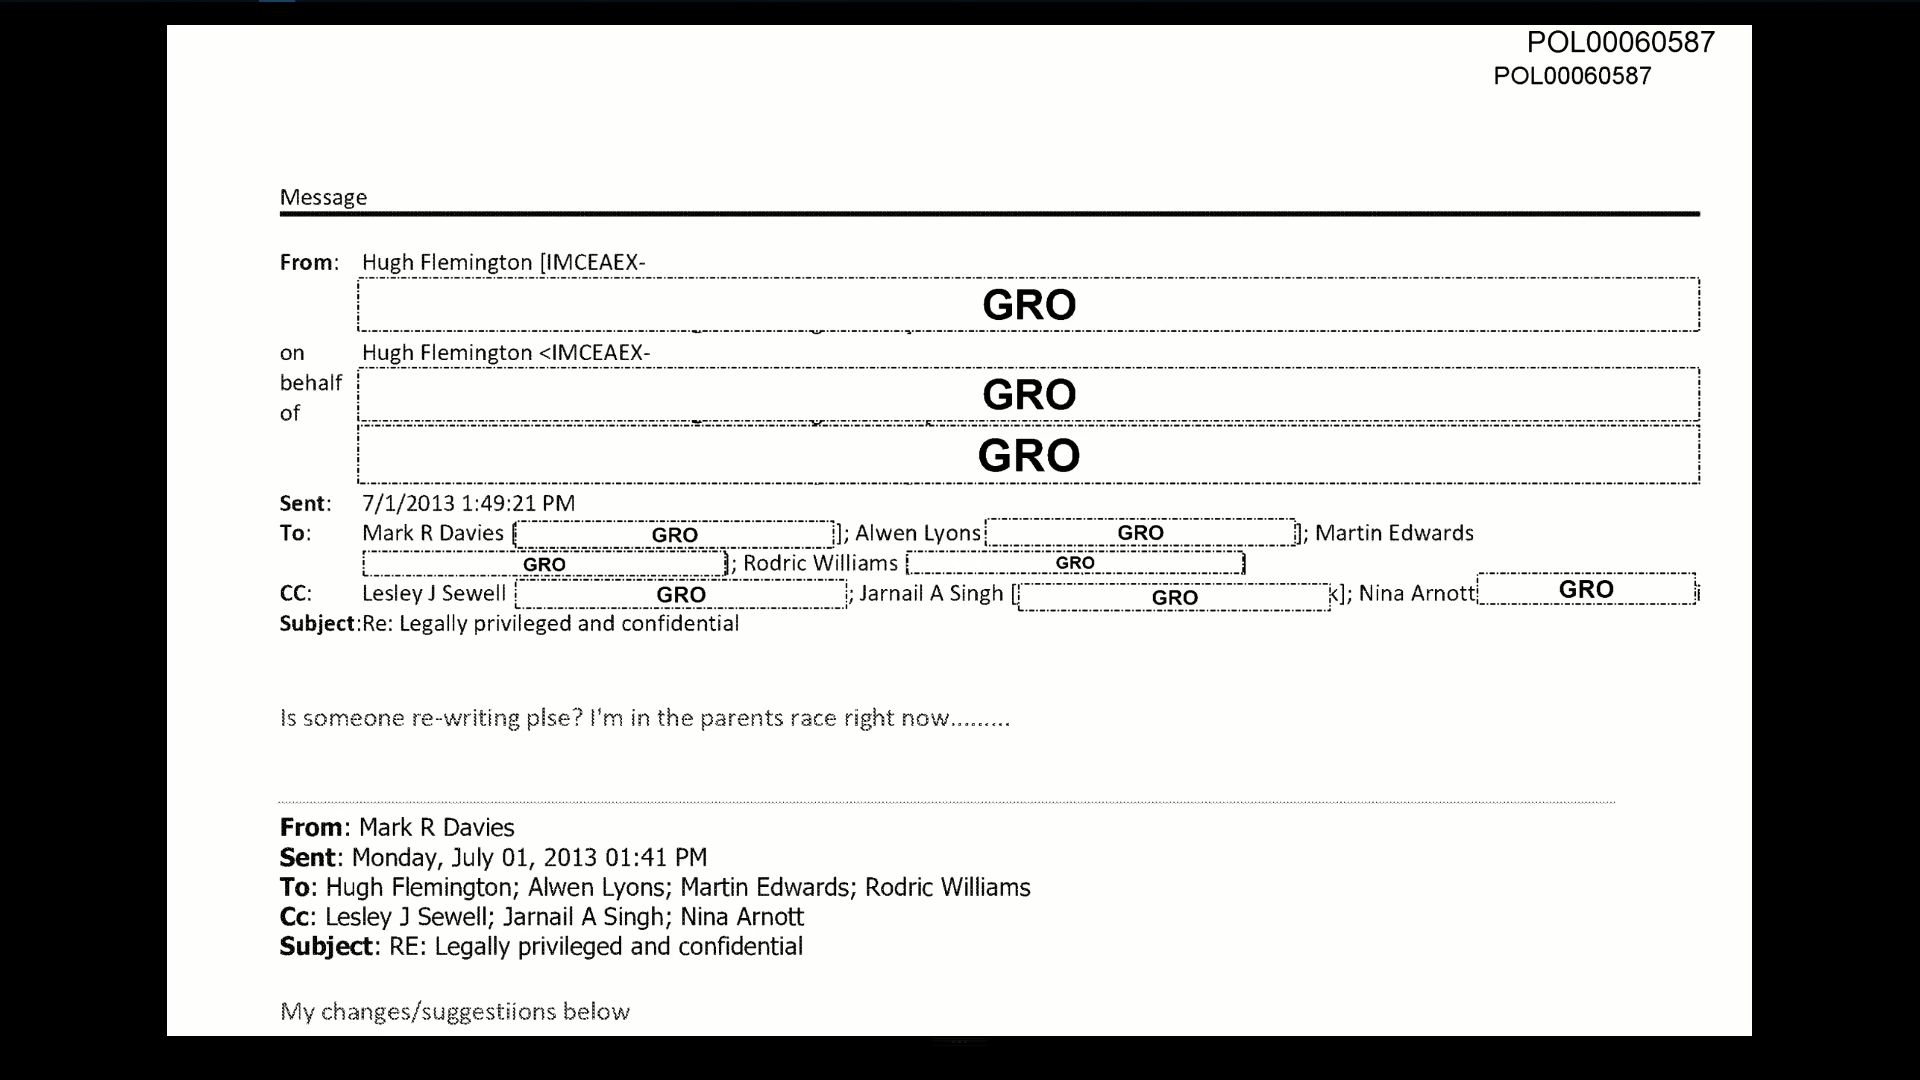 POL00060587
POL00060587
Message
From: Hugh Flemington [IMCEAEX-
GRO
on Hugh Flemington <IMCEAEX-
behalf GRO
of
GRO
Sent: 7/1/2013 1:49:21 PM
To: Mark R Davies [ GRO ]; Alwen Lyons GRO ]; Martin Edwards
GRO ]; Rodric Williams [ GRO ]
CC: Lesley J Sewell GRO ; Jarnail A Singh [ GRO k]; Nina Arnott GRO
Subject:Re: Legally privileged and confidential
Is someone re-writing plse? I'm in the parents race right now.........
From: Mark R Davies
Sent: Monday, July 01, 2013 01:41 PM
To: Hugh Flemington; Alwen Lyons; Martin Edwards; Rodric Williams
Cc: Lesley J Sewell; Jarnail A Singh; Nina Arnott
Subject: RE: Legally privileged and confidential
My changes/suggestiions below